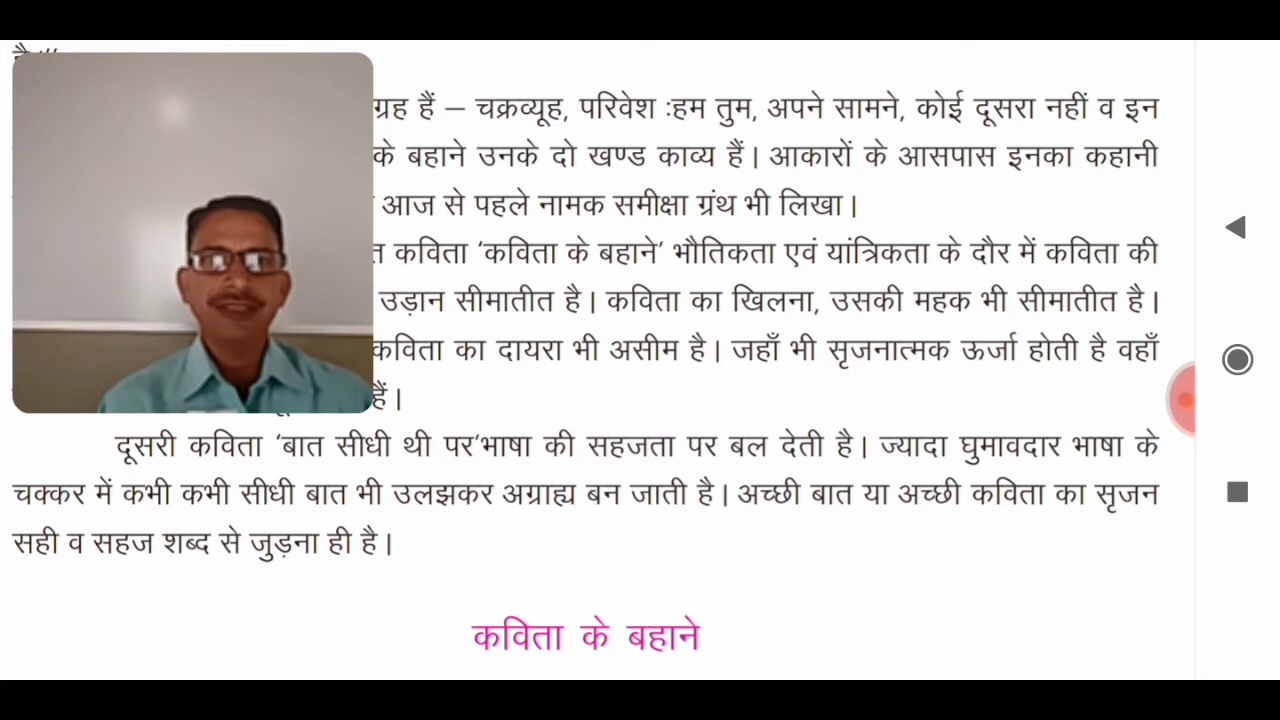 ग्रह हैं – चक्रव्यूह, परिवेश :हम तुम, अपने सामने, कोई दूसरा नहीं व इन
के बहाने उनके दो खण्ड काव्य हैं। आकारों के आसपास इनका कहानी
आज से पहले नामक समीक्षा ग्रंथ भी लिखा।
त कविता 'कविता के बहाने' भौतिकता एवं यांत्रिकता के दौर में कविता की
उड़ान सीमातीत है। कविता का खिलना, उसकी महक भी सीमातीत है।
कविता का दायरा भी असीम है। जहाँ भी सृजनात्मक ऊर्जा होती है वहाँ
हैं।
दूसरी कविता 'बात सीधी थी पर'भाषा की सहजता पर बल देती है। ज्यादा घुमावदार भाषा के
चक्कर में कभी कभी सीधी बात भी उलझकर अग्राह्य बन जाती है। अच्छी बात या अच्छी कविता का सृजन
सही व सहज शब्द से जुड़ना ही है।
कविता के बहाने